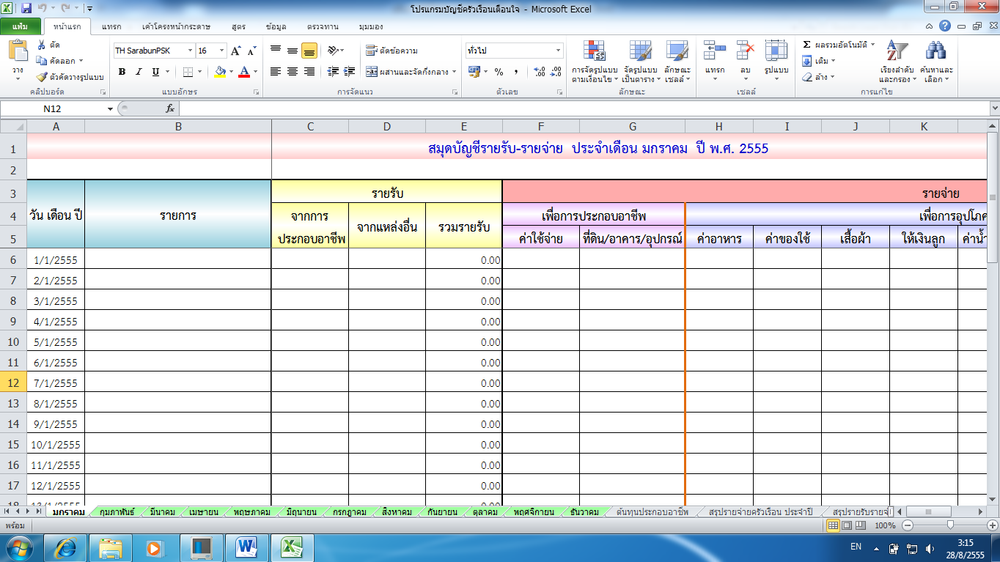 โปรแกรมบัญชีครัวเรือนเตือนใจ - Microsoft Excel
แฟ้ม หน้าแรก แทรก เค้าโครงหน้ากระดาษ สูตร ข้อมูล ตรวจทาน มุมมอง
วาง
ตัด
คัดลอก
ตัวคัดวางรูปแบบ
คลิปบอร์ด
TH SarabunPSK 16
B I U
แบบอักษร
ตัดข้อความ
ผสานและจัดกึ่งกลาง
การจัดแนว
ทั่วไป
ตัวเลข
การจัดรูปแบบตามเงื่อนไข
จัดรูปแบบเป็นตาราง
ลักษณะเซลล์
ลักษณะ
แทรก ลบ รูปแบบ
เซลล์
Σ ผลรวมอัตโนมัติ
เติม
ล้าง
เรียงลำดับและกรอง
ค้นหาและเลือก
การแก้ไข
N12 fx
A B C D E F G H I J K
1 สมุดบัญชีรายรับ-รายจ่าย ประจำเดือน มกราคม ปี พ.ศ. 2555
2
3 รายรับ รายจ่าย
วัน เดือน ปี รายการ
4 จากการ จากแหล่งอื่น รวมรายรับ เพื่อการประกอบอาชีพ เพื่อการอุปโภค
5 ประกอบอาชีพ ค่าใช้จ่าย ที่ดิน/อาคาร/อุปกรณ์ ค่าอาหาร ค่าของใช้ เสื้อผ้า ให้เงินลูก ค่าน้ำ
6 1/1/2555 0.00
7 2/1/2555 0.00
8 3/1/2555 0.00
9 4/1/2555 0.00
10 5/1/2555 0.00
11 6/1/2555 0.00
12 7/1/2555 0.00
13 8/1/2555 0.00
14 9/1/2555 0.00
15 10/1/2555 0.00
16 11/1/2555 0.00
17 12/1/2555 0.00
18 13/1/2555 0.00
มกราคม กุมภาพันธ์ มีนาคม เมษายน พฤษภาคม มิถุนายน กรกฎาคม สิงหาคม กันยายน ตุลาคม พฤศจิกายน ธันวาคม ต้นทุนประกอบอาชีพ สรุปรายจ่ายครัวเรือน ประจำปี สรุปรายรับรายจ่
พร้อม 100%
EN 3:15
28/8/2555